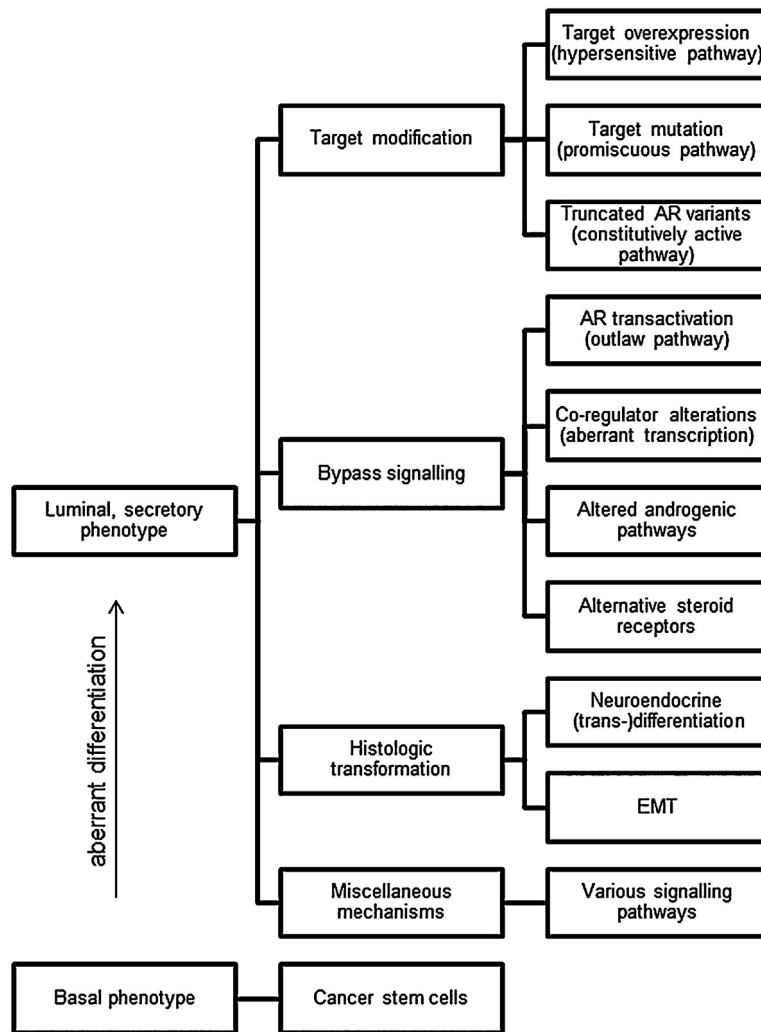 Target overexpression
(hypersensitive pathway)
Target modification
Target mutation
(promiscuous pathway)
Truncated AR variants
(constitutively active
pathway)
AR transactivation
(outlaw pathway)
Co-regulator alterations
(aberrant transcription)
Bypass signalling
Luminal, secretory
phenotype
Altered androgenic
pathways
Alternative steroid
receptors
aberrant differentiation
Neuroendocrine
(trans-)differentiation
Histologic
transformation
EMT
Miscellaneous
mechanisms
Various signalling
pathways
Basal phenotype
Cancer stem cells